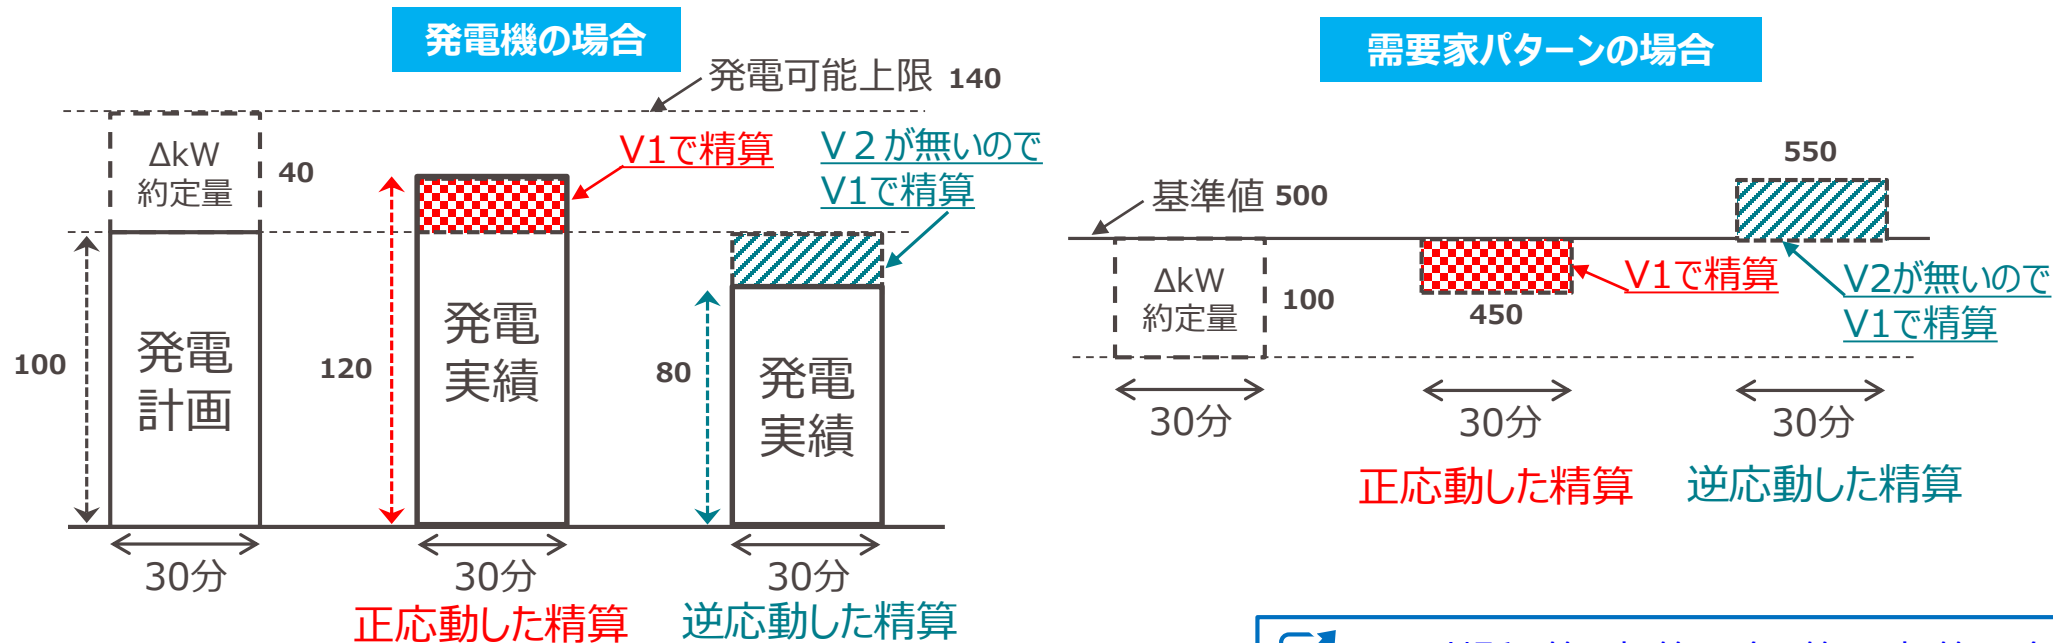 発電機の場合
発電可能上限 140
ΔkW
約定量
40
V1で精算
V２が無いので
V1で精算
100
発電
計画
120
発電
実績
80
発電
実績
30分
30分
30分
正応動した精算
逆応動した精算
需要家パターンの場合
550
基準値 500
ΔkW
約定量
100
V1で精算
450
V2が無いので
V1で精算
30分
30分
30分
正応動した精算
逆応動した精算